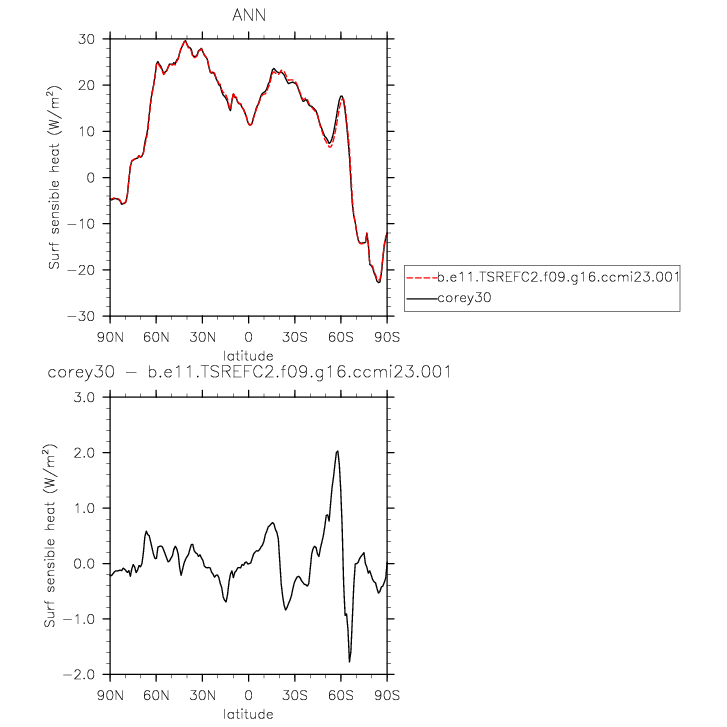 ANN
Surf sensible heat (W/m²)
30
20
10
0
−10
−20
−30
90N 60N 30N 0 30S 60S 90S
latitude
b.e11.TSREFC2.f09.g16.ccmi23.001
corey30
corey30 − b.e11.TSREFC2.f09.g16.ccmi23.001
Surf sensible heat (W/m²)
3.0
2.0
1.0
0.0
−1.0
−2.0
90N 60N 30N 0 30S 60S 90S
latitude